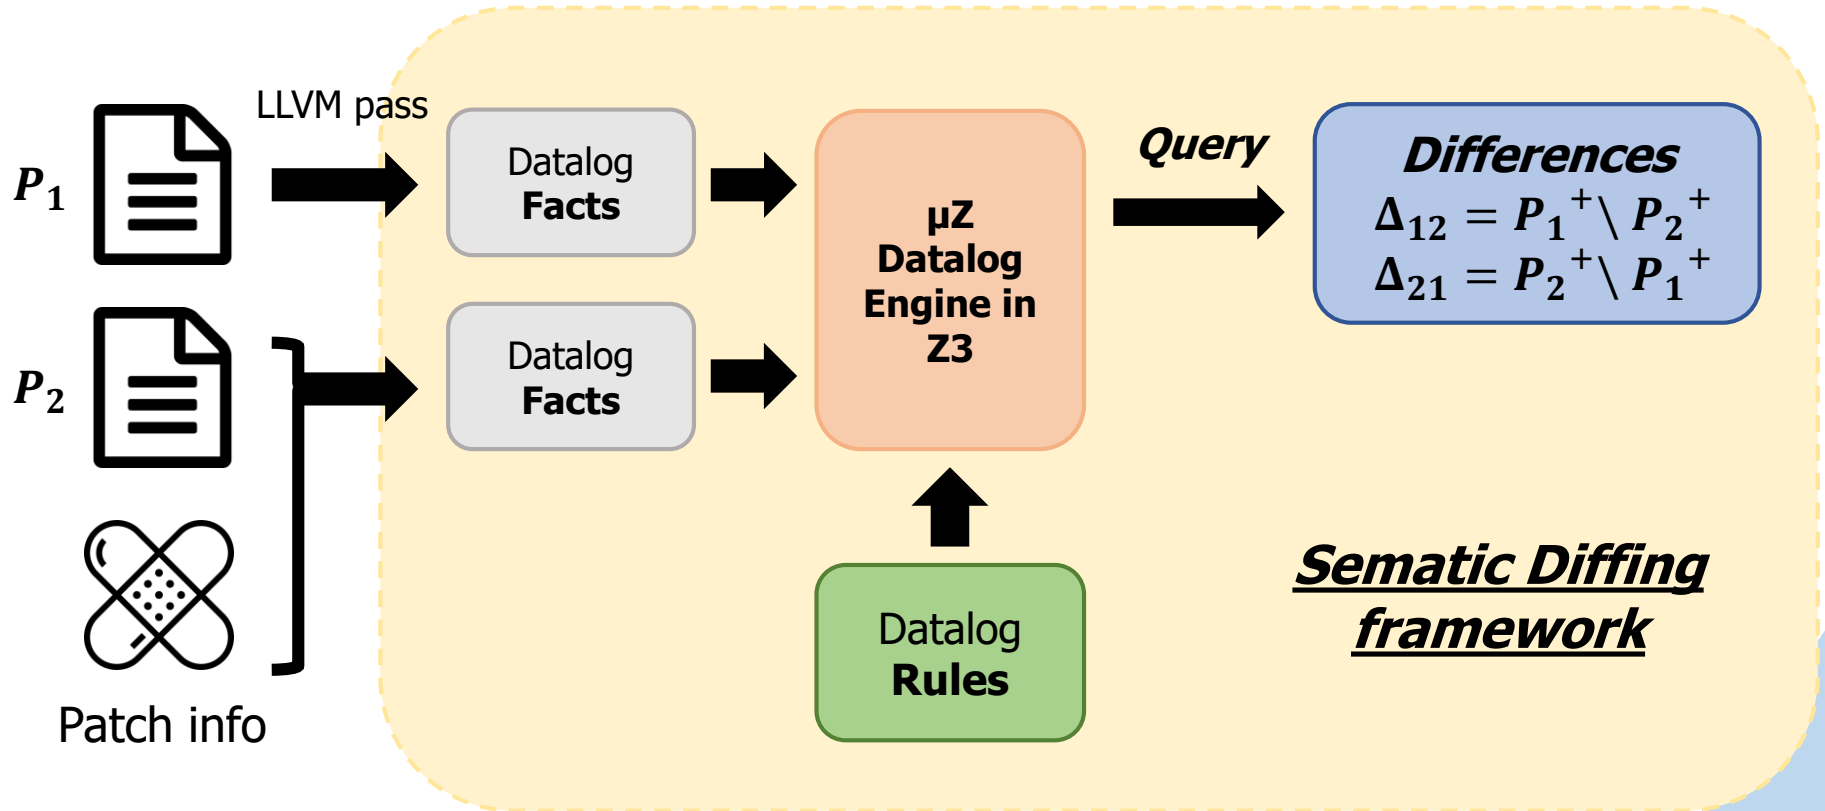 LLVM pass
P₁
Datalog
Facts
µZ
Datalog
Engine in
Z3
Query
Differences
Δ₁₂ = P₁⁺ \ P₂⁺
Δ₂₁ = P₂⁺ \ P₁⁺
P₂
Datalog
Facts
Patch info
Datalog
Rules
Sematic Diffing
framework